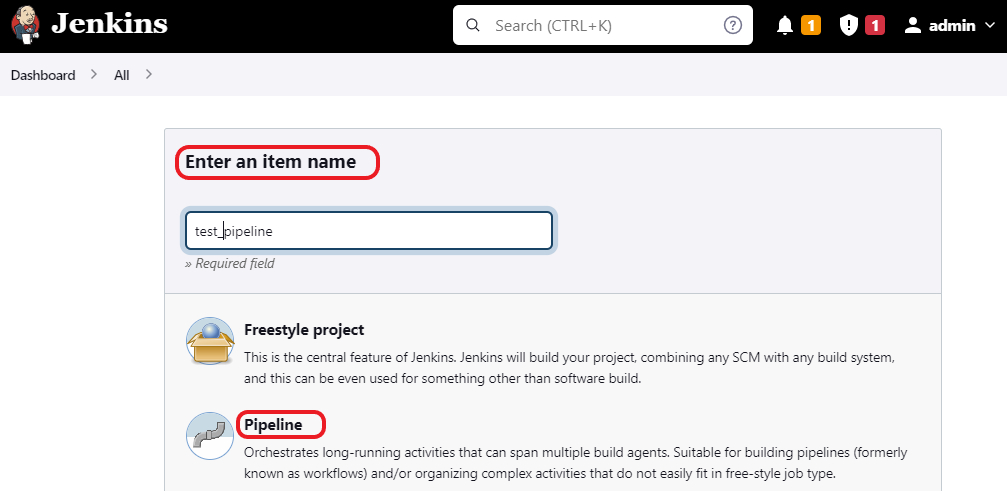 Jenkins
Search (CTRL+K)
1
1
admin
Dashboard
All
Enter an item name
test_pipeline
» Required field
Freestyle project
This is the central feature of Jenkins. Jenkins will build your project, combining any SCM with any build system,
and this can be even used for something other than software build.
Pipeline
Orchestrates long-running activities that can span multiple build agents. Suitable for building pipelines (formerly
known as workflows) and/or organizing complex activities that do not easily fit in free-style job type.